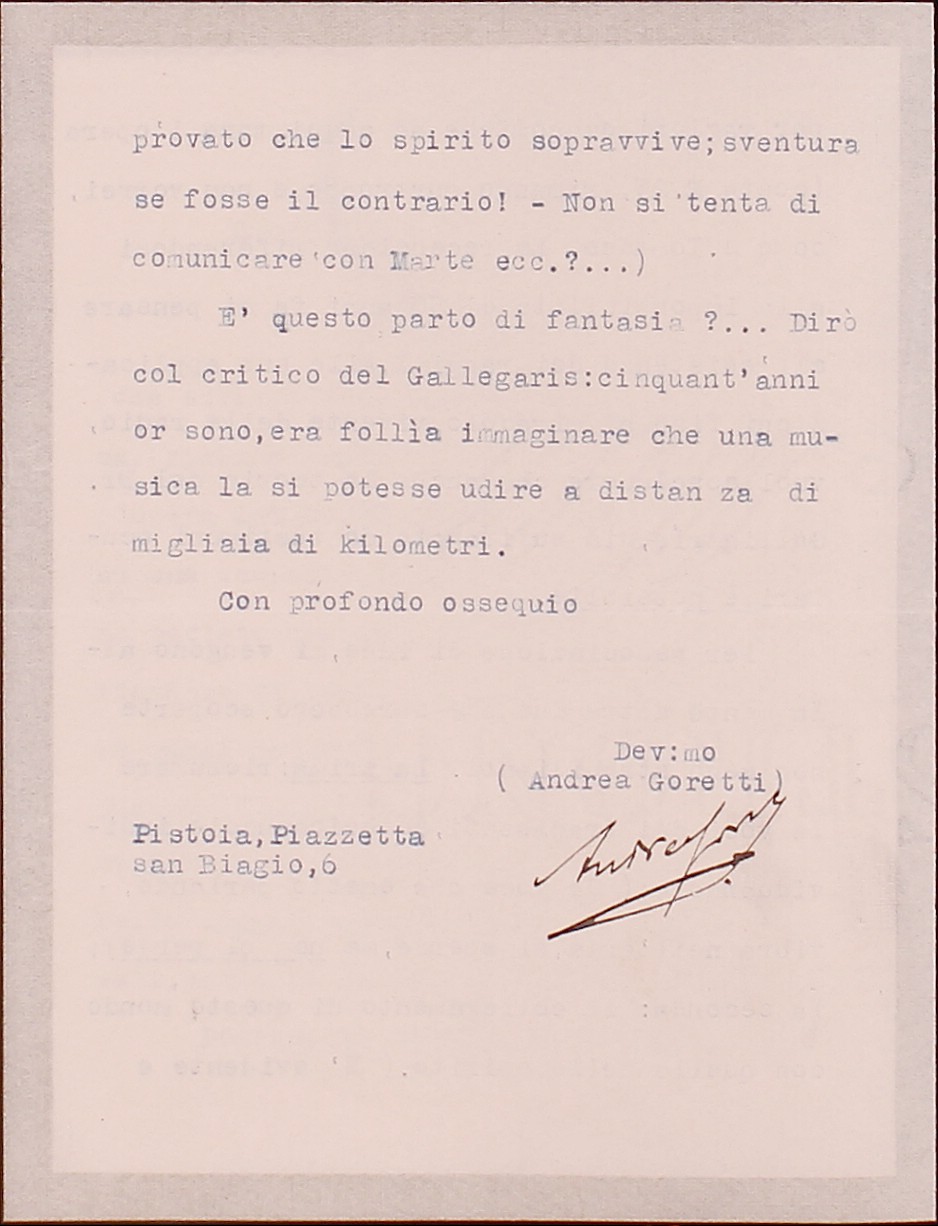 provato che lo spirito sopravvive;sventura
se fosse il contrario! - Non si tenta di
comunicare con Marte ecc.?...)
E' questo parto di fantasia ?... Dirò
col critico del Gallegaris:cinquant'anni
or sono,era follìa immaginare che una mu-
sica la si potesse udire a distan za di
migliaia di kilometri.
Con profondo ossequio
Dev:mo
( Andrea Goretti)
Pistoia,Piazzetta
san Biagio,6